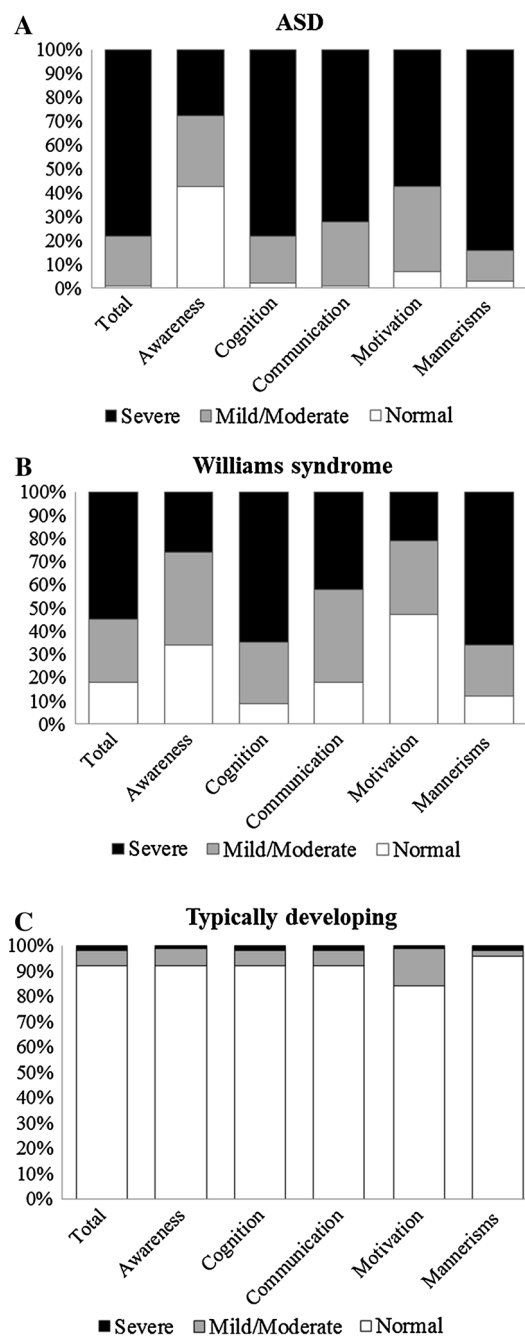 A
ASD
100%
90%
80%
70%
60%
50%
40%
30%
20%
10%
0%
Total
Awareness
Cognition
Communication
Motivation
Mannerisms
Severe Mild/Moderate Normal
B
Williams syndrome
100%
90%
80%
70%
60%
50%
40%
30%
20%
10%
0%
Total
Awareness
Cognition
Communication
Motivation
Mannerisms
Severe Mild/Moderate Normal
C
Typically developing
100%
90%
80%
70%
60%
50%
40%
30%
20%
10%
0%
Total
Awareness
Cognition
Communication
Motivation
Mannerisms
Severe Mild/Moderate Normal